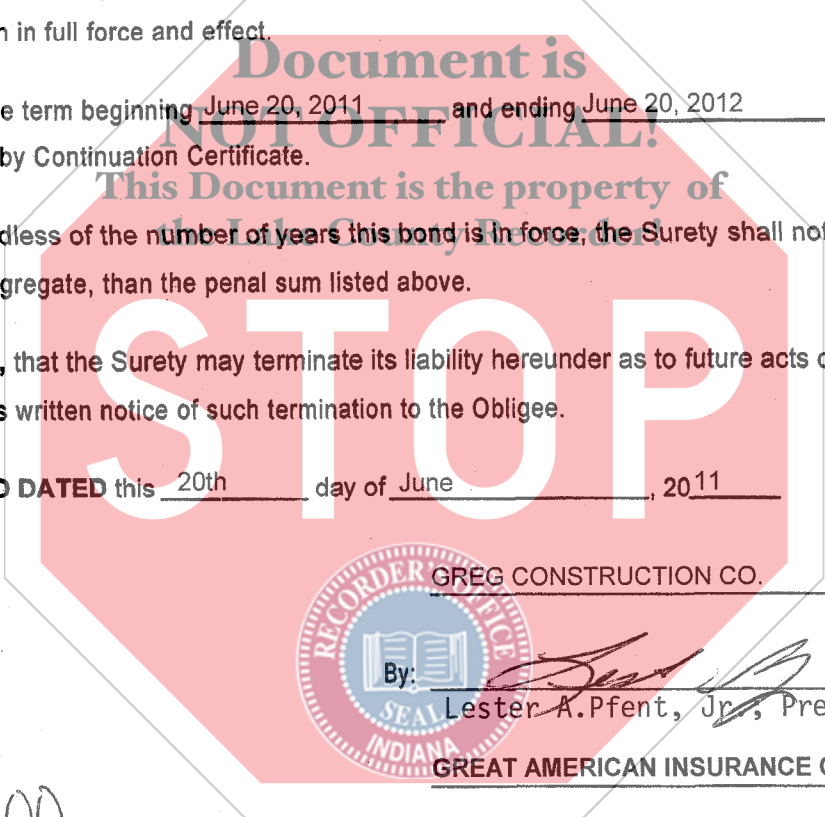 n in full force and effect.
Document is
e term beginning June 20, 2011 and ending June 20, 2012
NOT OFFICIAL!
by Continuation Certificate.
This Document is the property of
dless of the number of years this bond is in force, the Surety shall not
the Lake County Recorder!
gregate, than the penal sum listed above.
STOP
, that the Surety may terminate its liability hereunder as to future acts o
s written notice of such termination to the Obligee.
D DATED this 20th day of June, 2011
GREG CONSTRUCTION CO.
RECORDER'S OFFICE
By:
SEAL
Lester A.Pfent, Jr., Pre
INDIANA
GREAT AMERICAN INSURANCE C